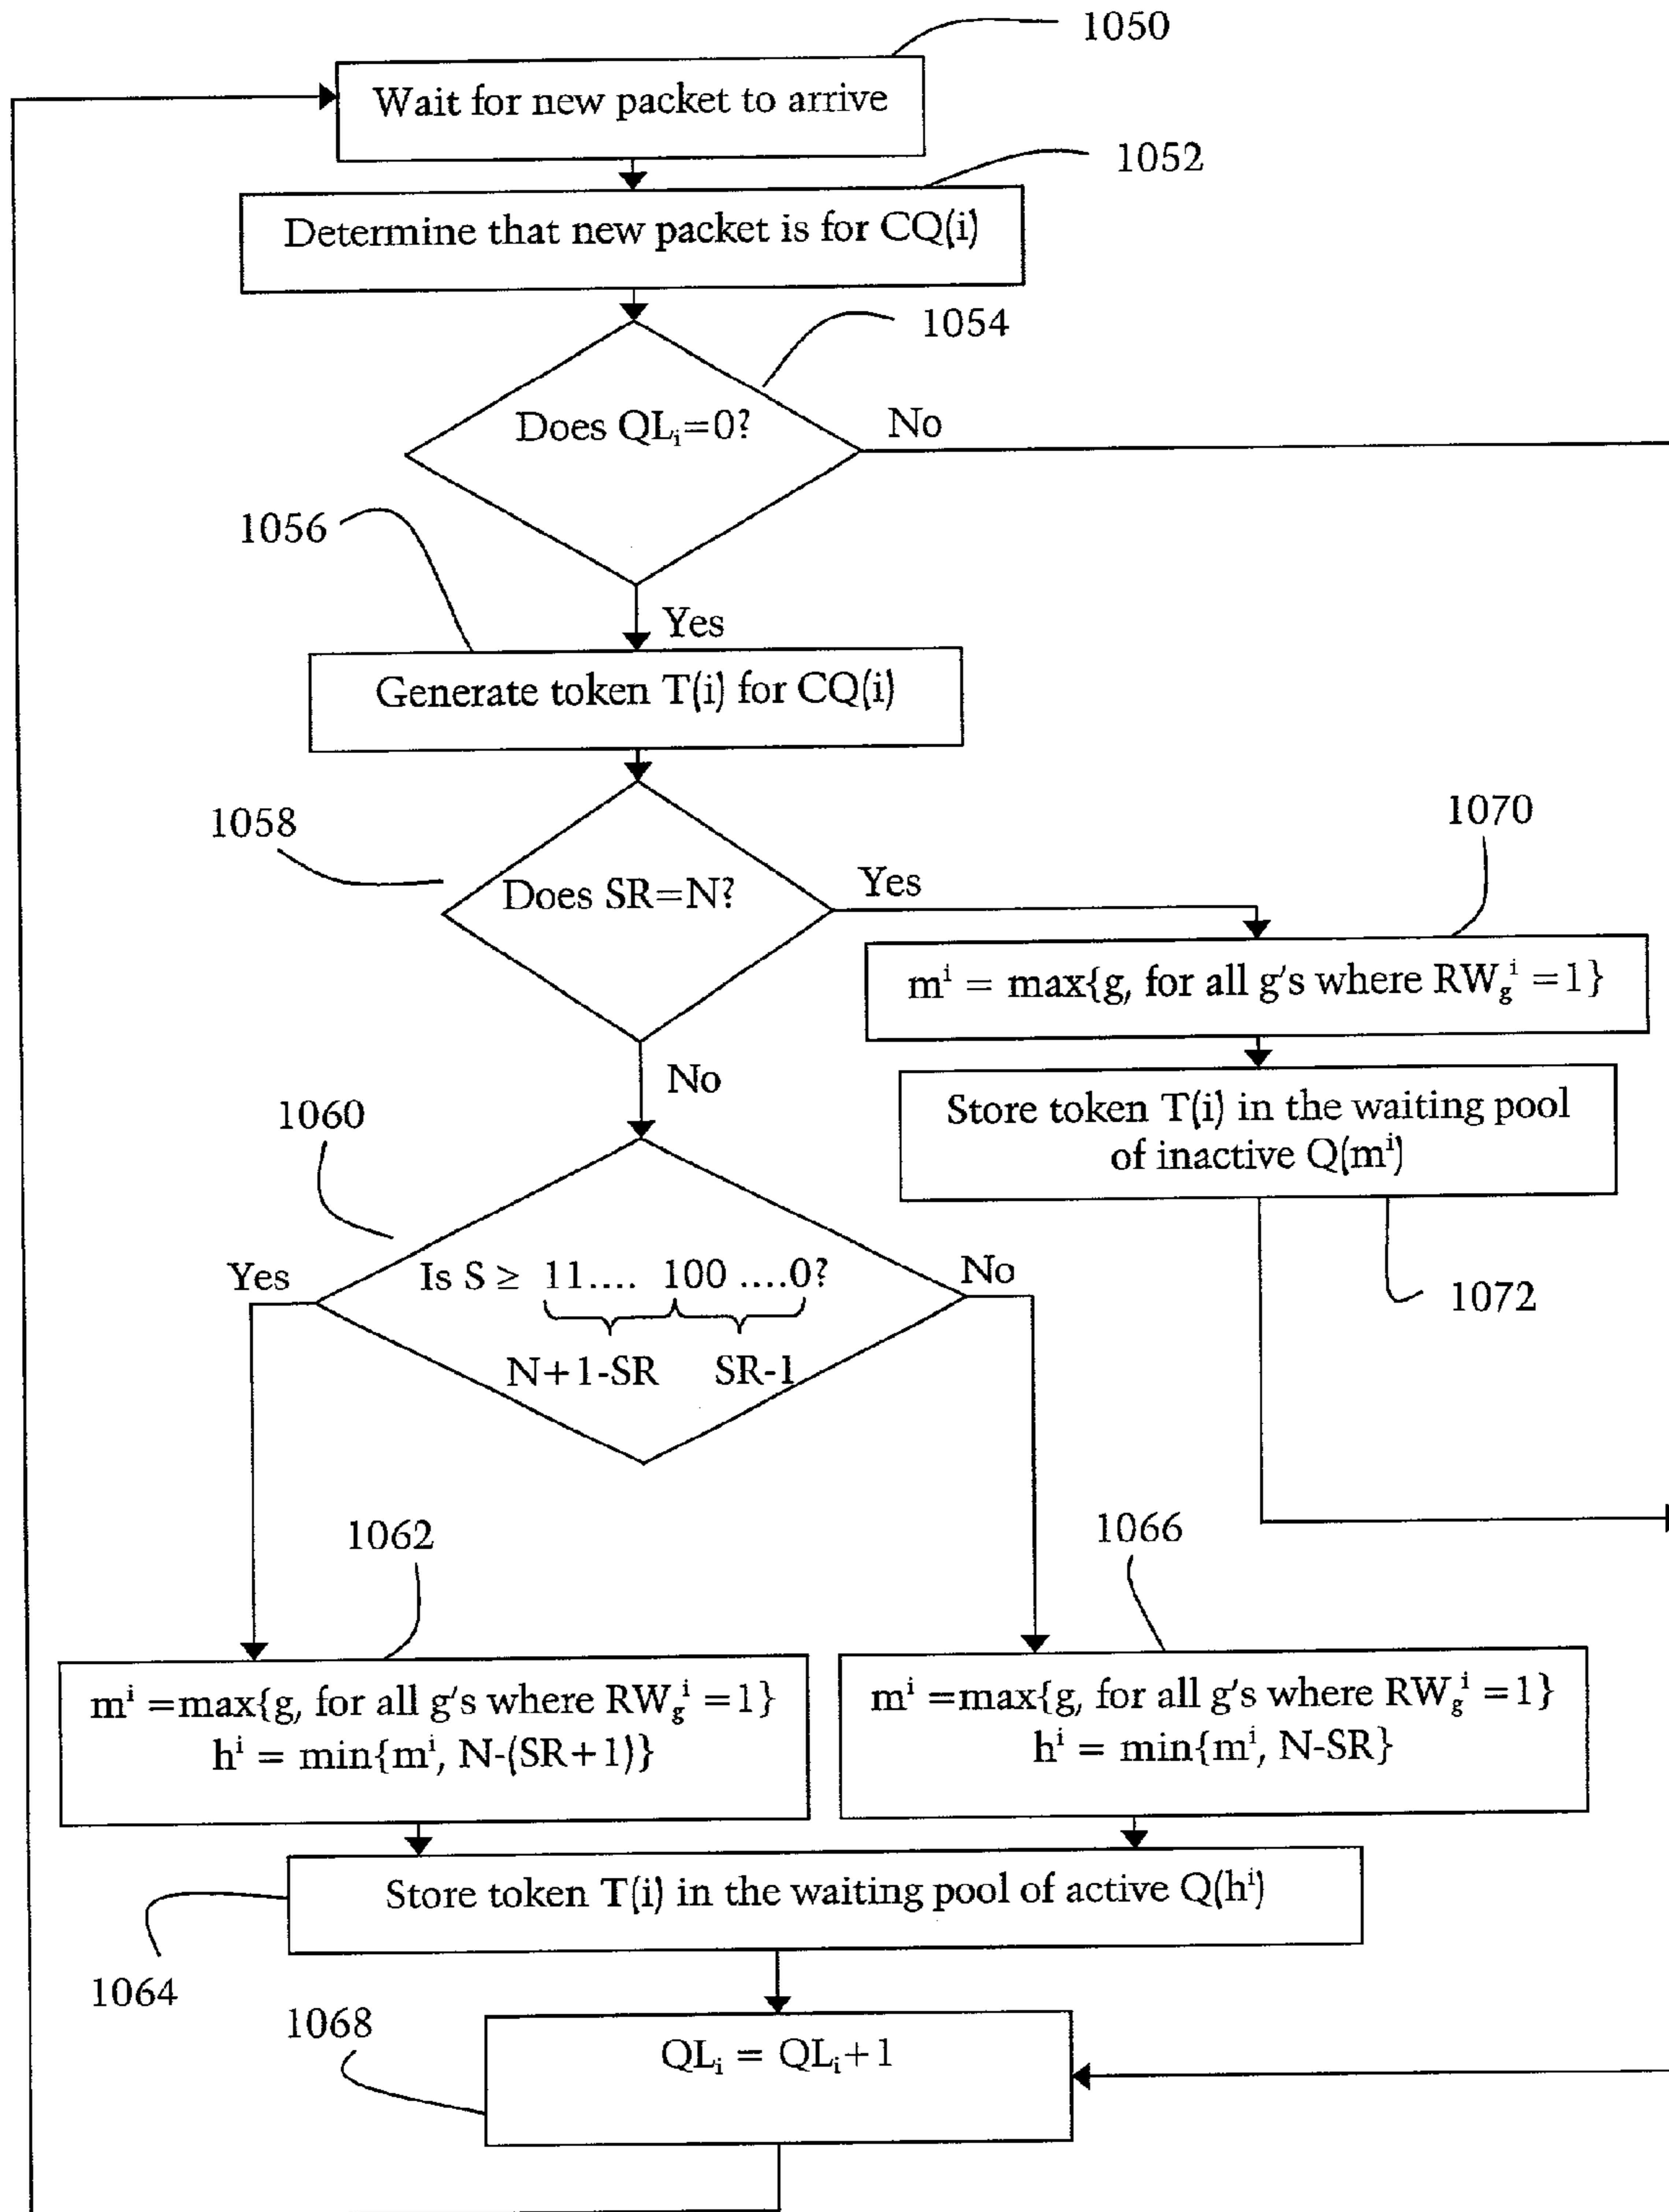 1050
Wait for new packet to arrive
1052
Determine that new packet is for CQ(i)
1054
Does QLᵢ=0?
No
1056
Yes
Generate token T(i) for CQ(i)
1058
Does SR=N?
Yes
1070
mⁱ = max{g, for all g's where RW_gⁱ =1}
No
Store token T(i) in the waiting pool
of inactive Q(mⁱ)
1072
1060
Is S ≥ 11.... 100 ....0?
Yes
No
N+1-SR
SR-1
1062
mⁱ =max{g, for all g's where RW_gⁱ =1}
hⁱ = min{mⁱ, N-(SR+1)}
1066
mⁱ =max{g, for all g's where RW_gⁱ =1}
hⁱ = min{mⁱ, N-SR}
Store token T(i) in the waiting pool of active Q(hⁱ)
1064
1068
QLᵢ = QLᵢ+1